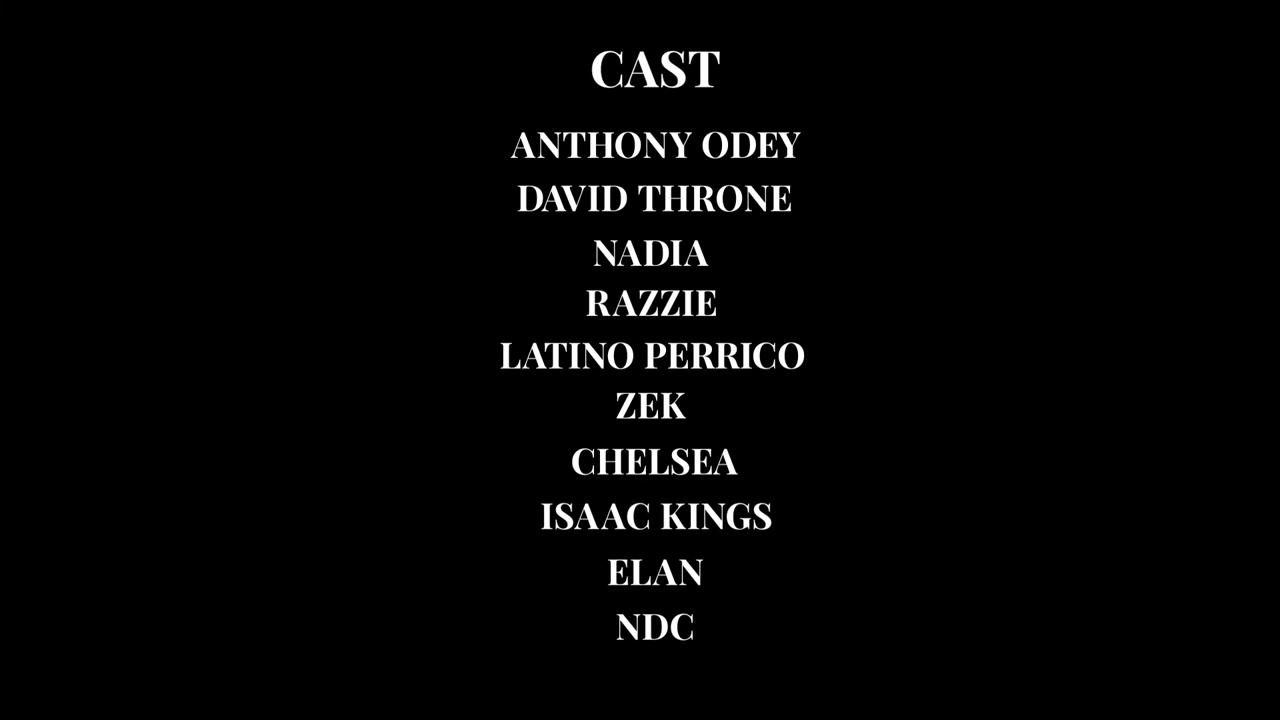 CAST
ANTHONY ODEY
DAVID THRONE
NADIA
RAZZIE
LATINO PERRICO
ZEK
CHELSEA
ISAAC KINGS
ELAN
NDC